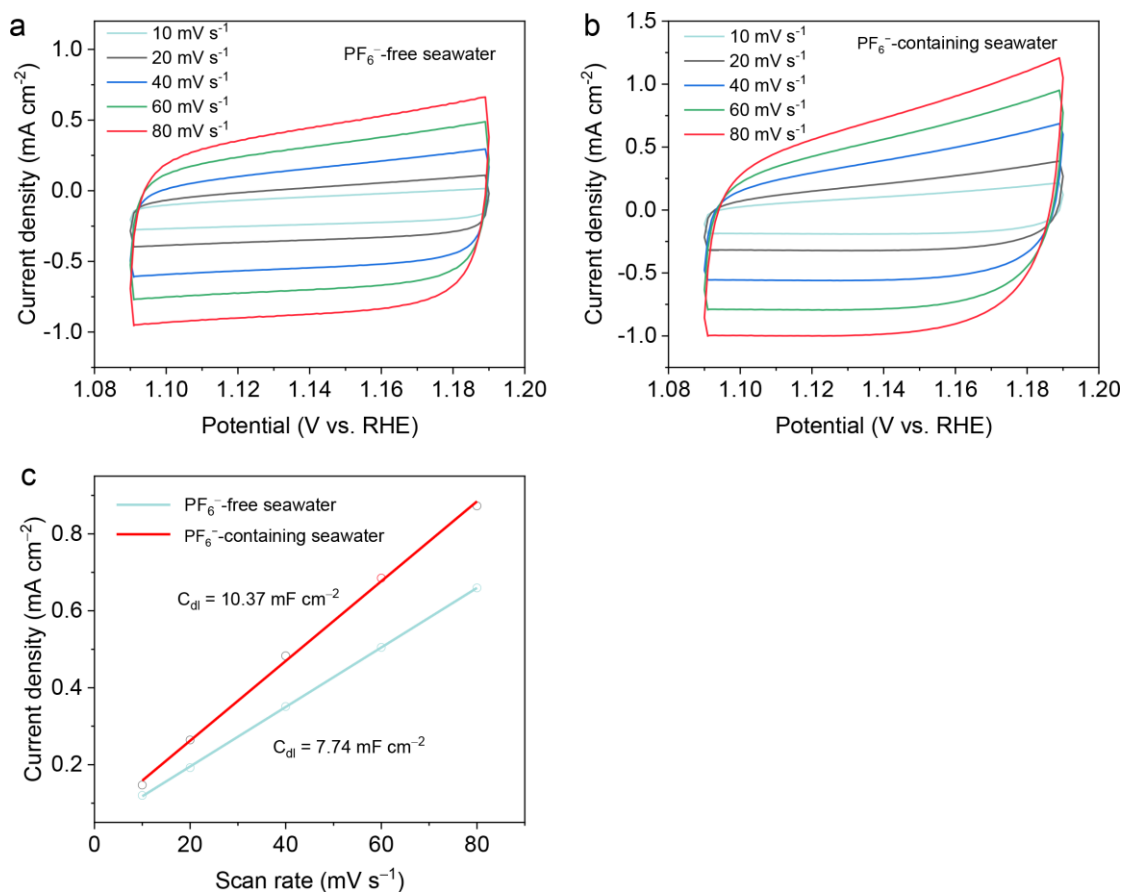 a
10 mV s⁻¹
20 mV s⁻¹
40 mV s⁻¹
60 mV s⁻¹
80 mV s⁻¹
PF₆⁻-free seawater
1.0
0.5
0.0
-0.5
-1.0
Current density (mA cm⁻²)
1.08 1.10 1.12 1.14 1.16 1.18 1.20
Potential (V vs. RHE)
b
10 mV s⁻¹
20 mV s⁻¹
40 mV s⁻¹
60 mV s⁻¹
80 mV s⁻¹
PF₆⁻-containing seawater
1.5
1.0
0.5
0.0
-0.5
-1.0
Current density (mA cm⁻²)
1.08 1.10 1.12 1.14 1.16 1.18 1.20
Potential (V vs. RHE)
c
PF₆⁻-free seawater
PF₆⁻-containing seawater
C_dl = 10.37 mF cm⁻²
C_dl = 7.74 mF cm⁻²
0.8
0.6
0.4
0.2
Current density (mA cm⁻²)
0 20 40 60 80
Scan rate (mV s⁻¹)